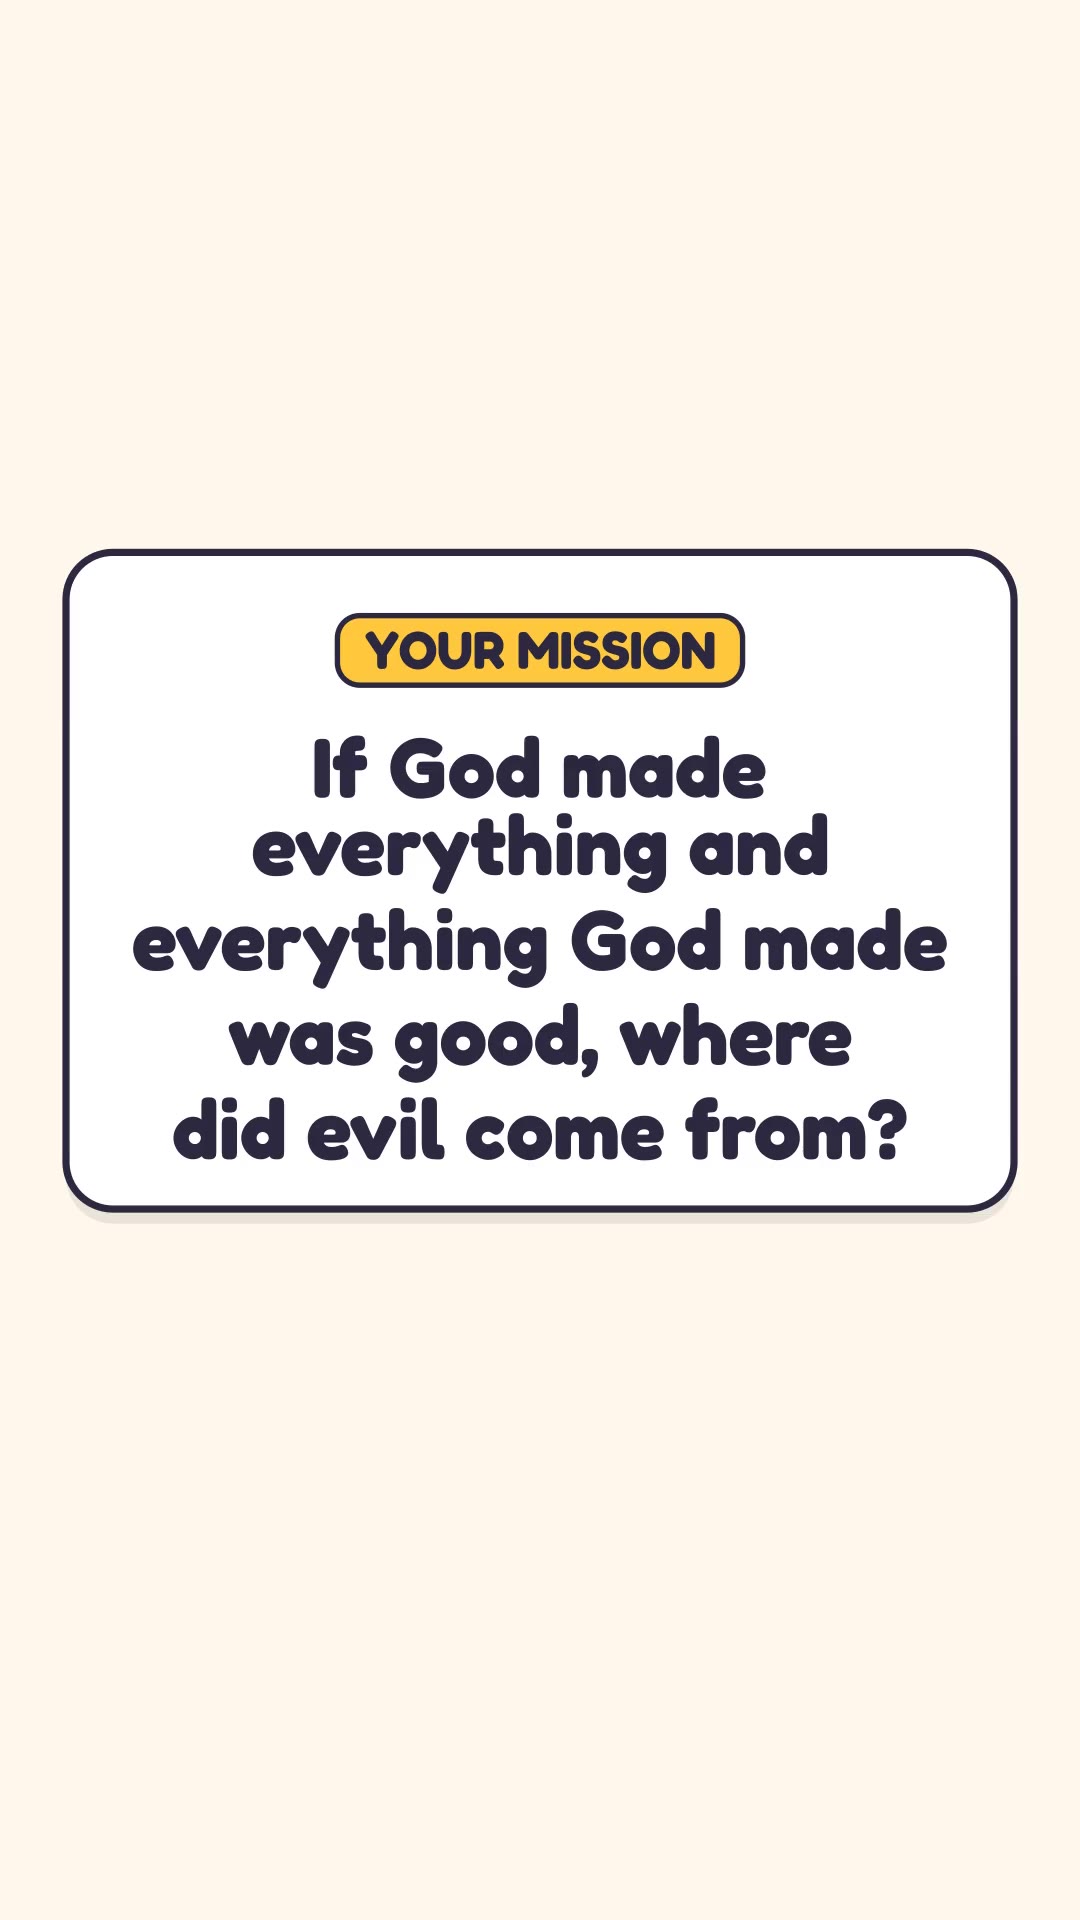 YOUR MISSION
If God made
everything and
everything God made
was good, where
did evil come from?